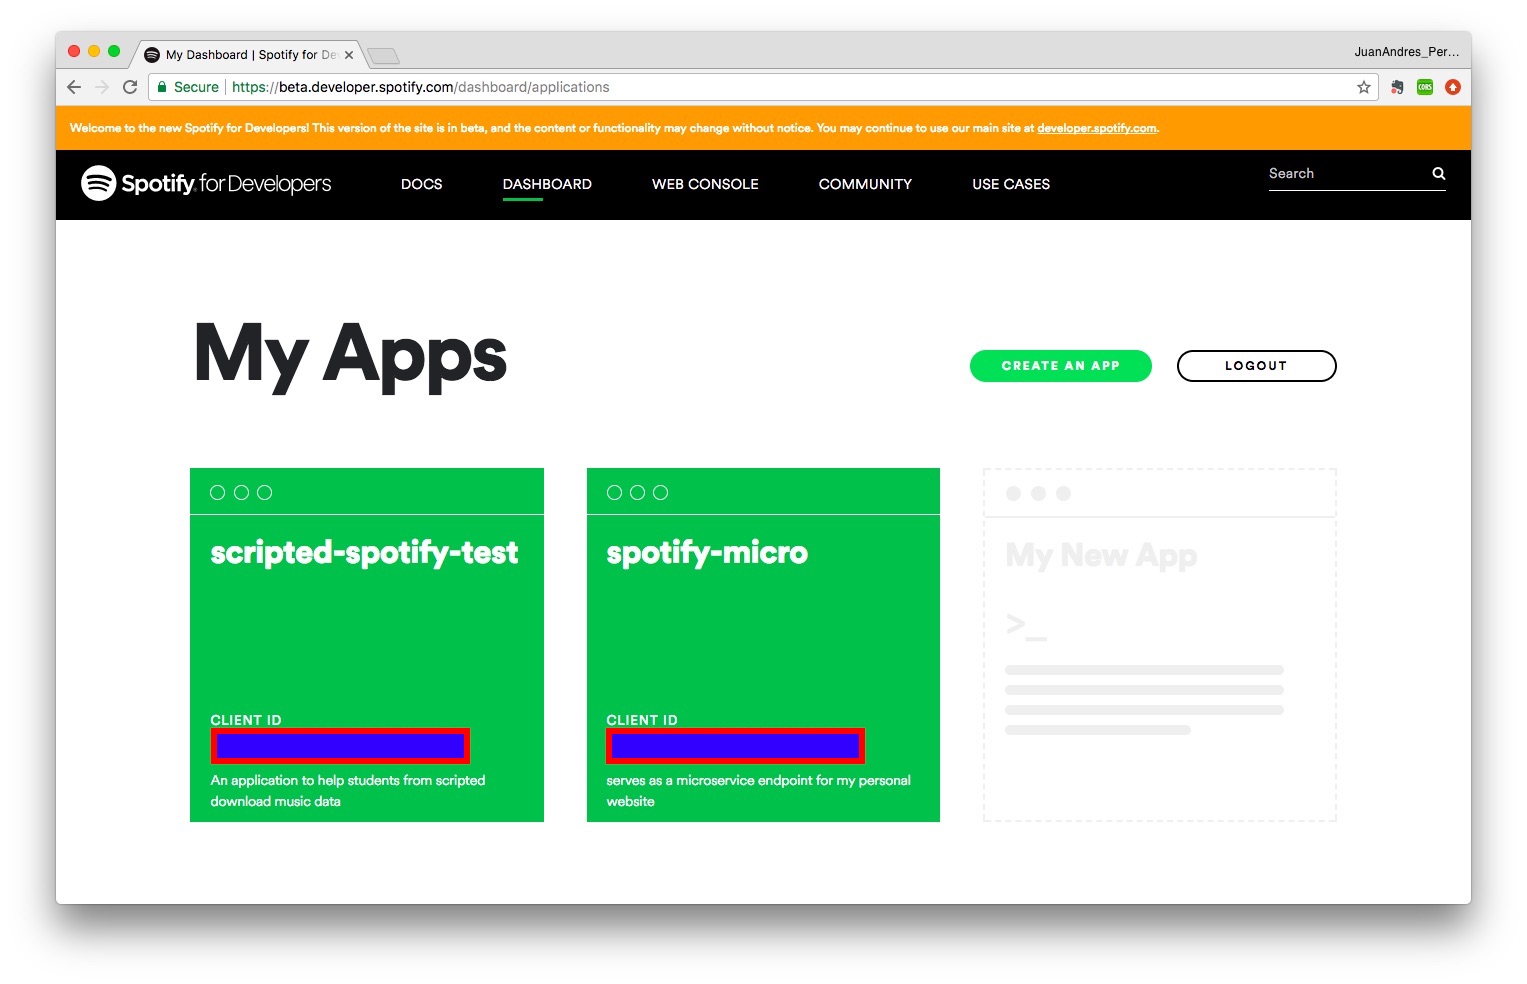 My Dashboard | Spotify for De
JuanAndres_Per...
Secure https://beta.developer.spotify.com/dashboard/applications
CORS
Welcome to the new Spotify for Developers! This version of the site is in beta, and the content or functionality may change without notice. You may continue to use our main site at developer.spotify.com.
Spotify for Developers DOCS DASHBOARD WEB CONSOLE COMMUNITY USE CASES Search
My Apps
CREATE AN APP LOGOUT
scripted-spotify-test
CLIENT ID
An application to help students from scripted
download music data
spotify-micro
CLIENT ID
serves as a microservice endpoint for my personal
website
My New App
>_